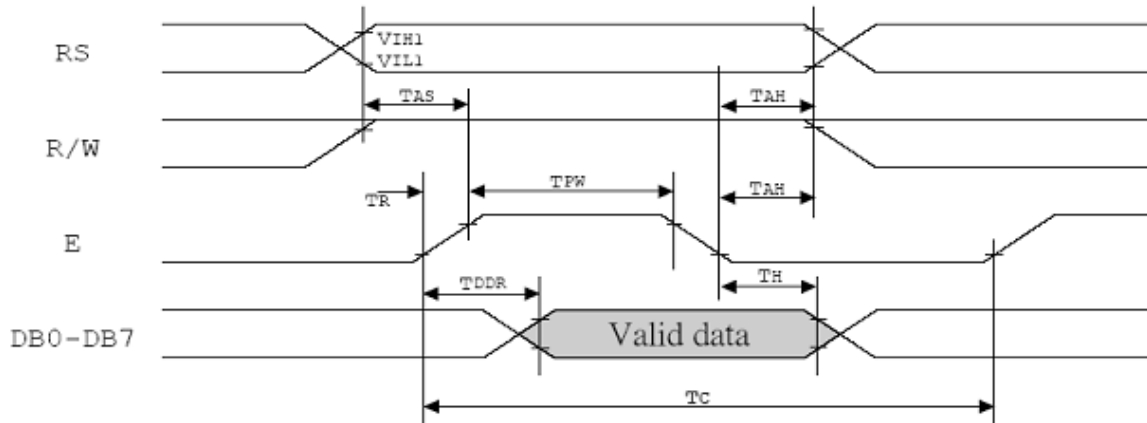 RS
VIH1
VIL1
TAS
TAH
R/W
TR
TPW
TAH
E
TDDR
TH
DB0-DB7
Valid data
TC